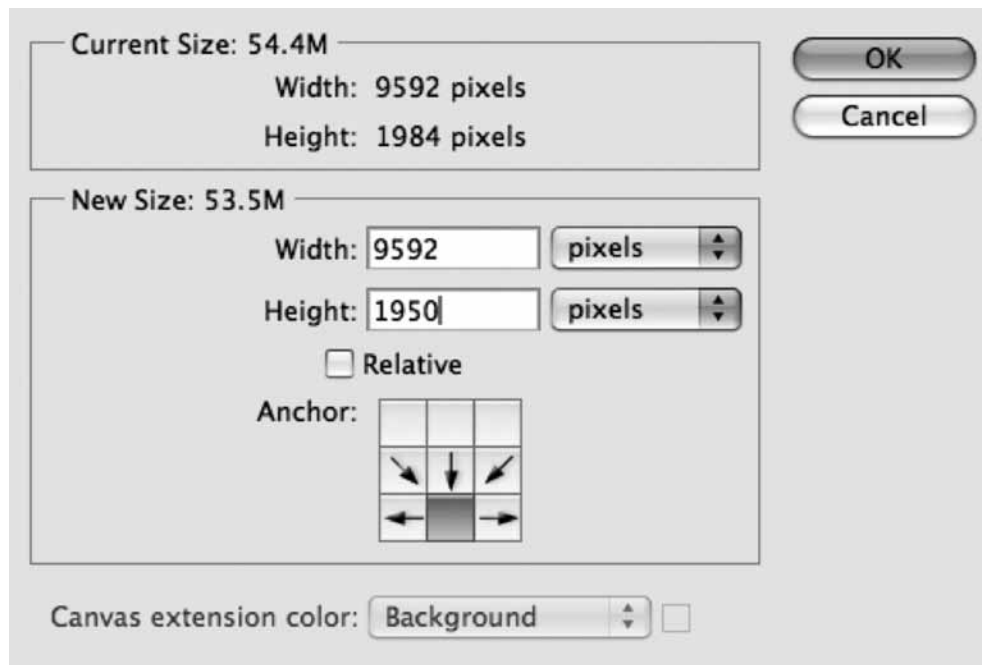 Current Size: 54.4M
Width: 9592 pixels
Height: 1984 pixels
OK
Cancel
New Size: 53.5M
Width: 9592 pixels
Height: 1950 pixels
Relative
Anchor:
Canvas extension color: Background